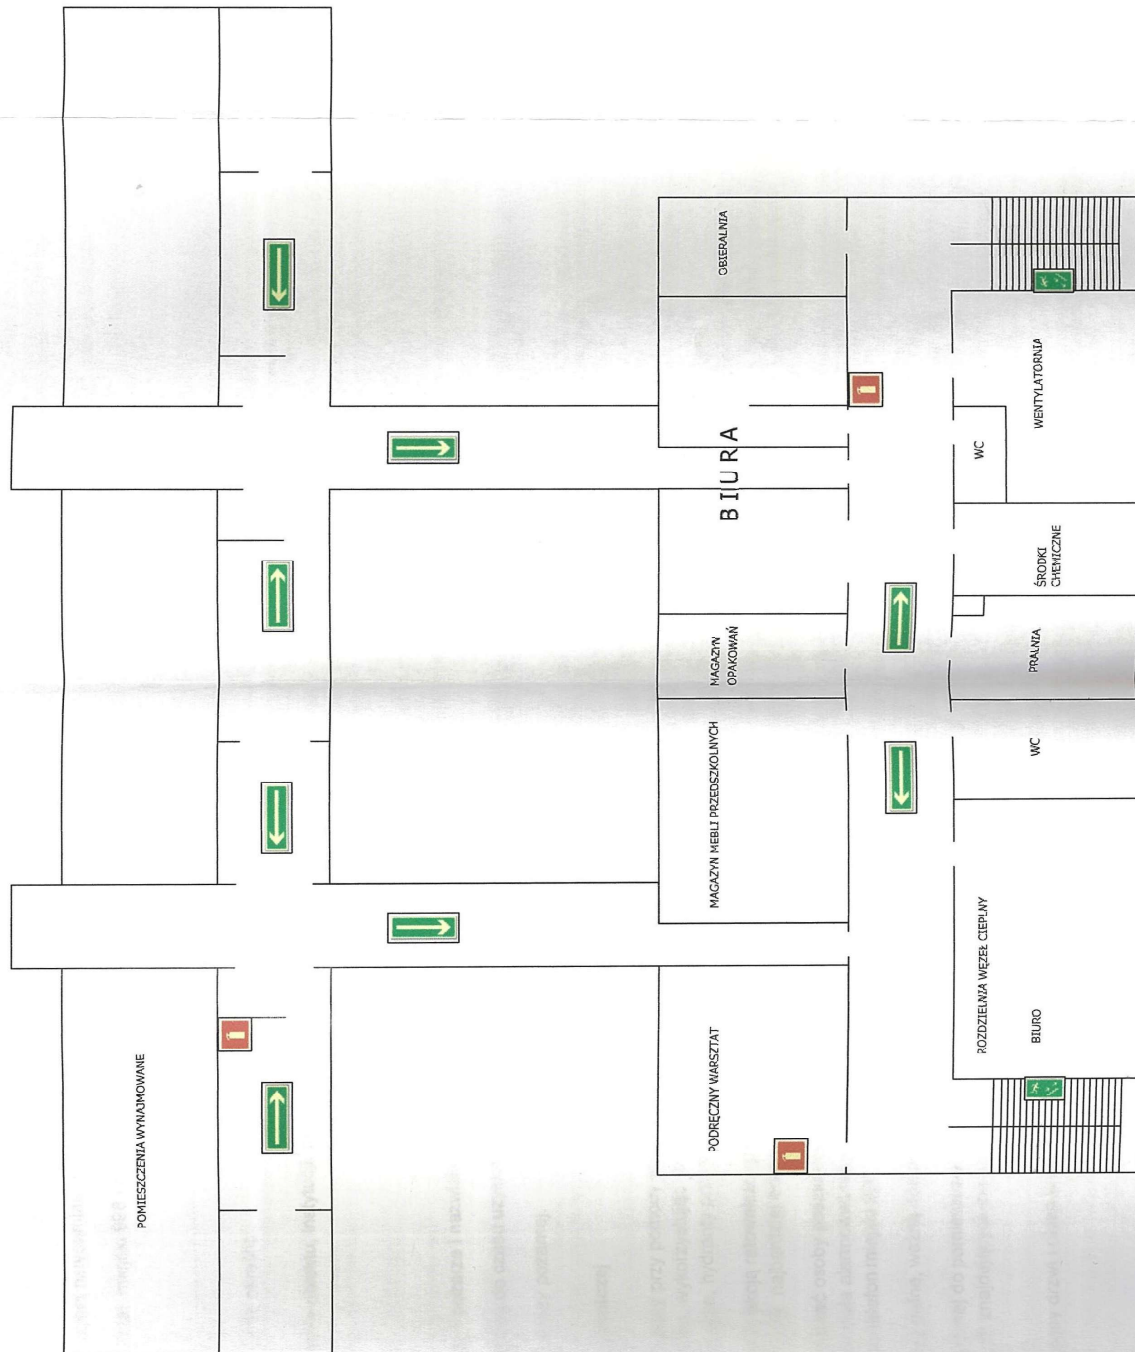 POMIESZCZENIA WYNAJMOWANE
PODRĘCZNY WARSZTAT
MAGAZYN MEBLI PRZEDSZKOLNYCH
MAGAZYN
OPAKOWAŃ
BIURA
OBIERALNIA
ROZDZIELNIA WĘZEŁ CIEPLNY
BIURO
WC
PRALNIA
ŚRODKI
CHEMICZNE
WC
WENTYLATORNIA